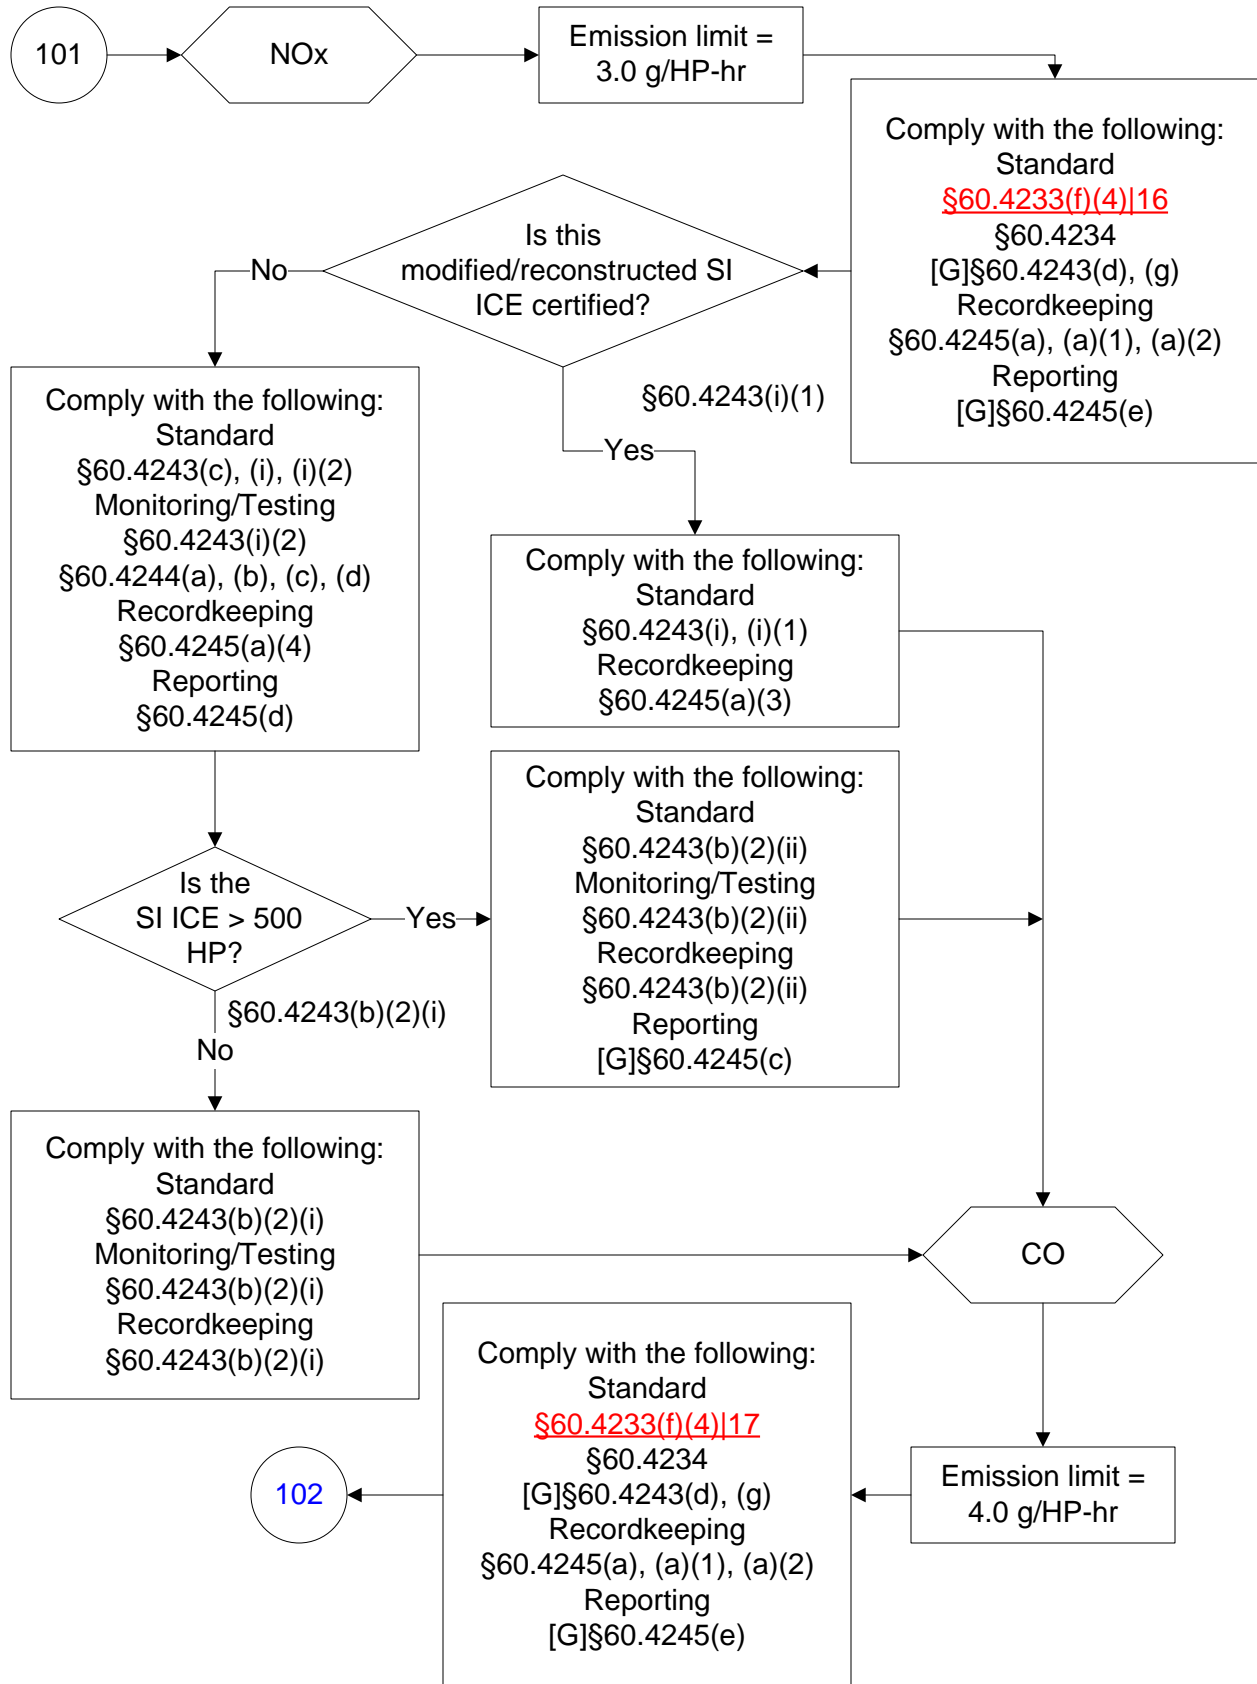 101
NOx
Emission limit =
3.0 g/HP-hr
Comply with the following:
Standard
§60.4233(f)(4)|16
§60.4234
[G]§60.4243(d), (g)
Recordkeeping
§60.4245(a), (a)(1), (a)(2)
Reporting
[G]§60.4245(e)
Is this
modified/reconstructed SI
ICE certified?
No
§60.4243(i)(1)
Yes
Comply with the following:
Standard
§60.4243(c), (i), (i)(2)
Monitoring/Testing
§60.4243(i)(2)
§60.4244(a), (b), (c), (d)
Recordkeeping
§60.4245(a)(4)
Reporting
§60.4245(d)
Comply with the following:
Standard
§60.4243(i), (i)(1)
Recordkeeping
§60.4245(a)(3)
Is the
SI ICE > 500
HP?
Yes
§60.4243(b)(2)(i)
No
Comply with the following:
Standard
§60.4243(b)(2)(ii)
Monitoring/Testing
§60.4243(b)(2)(ii)
Recordkeeping
§60.4243(b)(2)(ii)
Reporting
[G]§60.4245(c)
Comply with the following:
Standard
§60.4243(b)(2)(i)
Monitoring/Testing
§60.4243(b)(2)(i)
Recordkeeping
§60.4243(b)(2)(i)
CO
Emission limit =
4.0 g/HP-hr
Comply with the following:
Standard
§60.4233(f)(4)|17
§60.4234
[G]§60.4243(d), (g)
Recordkeeping
§60.4245(a), (a)(1), (a)(2)
Reporting
[G]§60.4245(e)
102